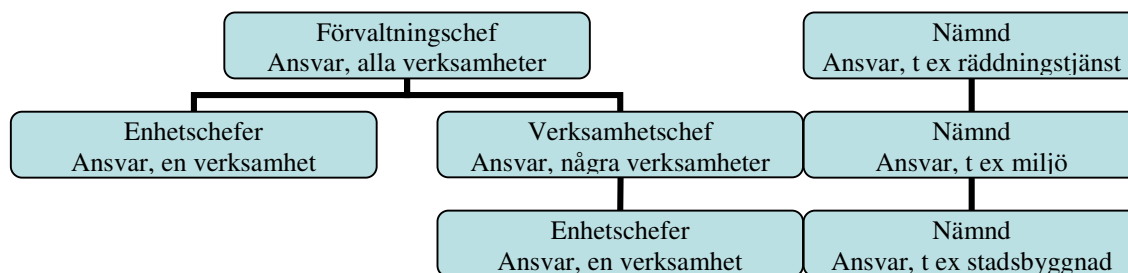 Förvaltningschef
Ansvar, alla verksamheter
Nämnd
Ansvar, t ex räddningstjänst
Enhetschefer
Ansvar, en verksamhet
Verksamhetschef
Ansvar, några verksamheter
Nämnd
Ansvar, t ex miljö
Enhetschefer
Ansvar, en verksamhet
Nämnd
Ansvar, t ex stadsbyggnad